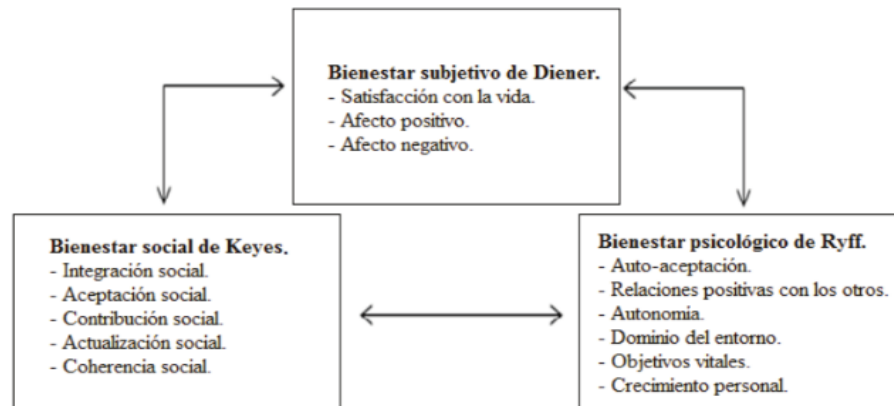 Bienestar subjetivo de Diener.
- Satisfacción con la vida.
- Afecto positivo.
- Afecto negativo.
Bienestar social de Keyes.
- Integración social.
- Aceptación social.
- Contribución social.
- Actualización social.
- Coherencia social.
Bienestar psicológico de Ryff.
- Auto-aceptación.
- Relaciones positivas con los otros.
- Autonomia.
- Dominio del entorno.
- Objetivos vitales.
- Crecimiento personal.